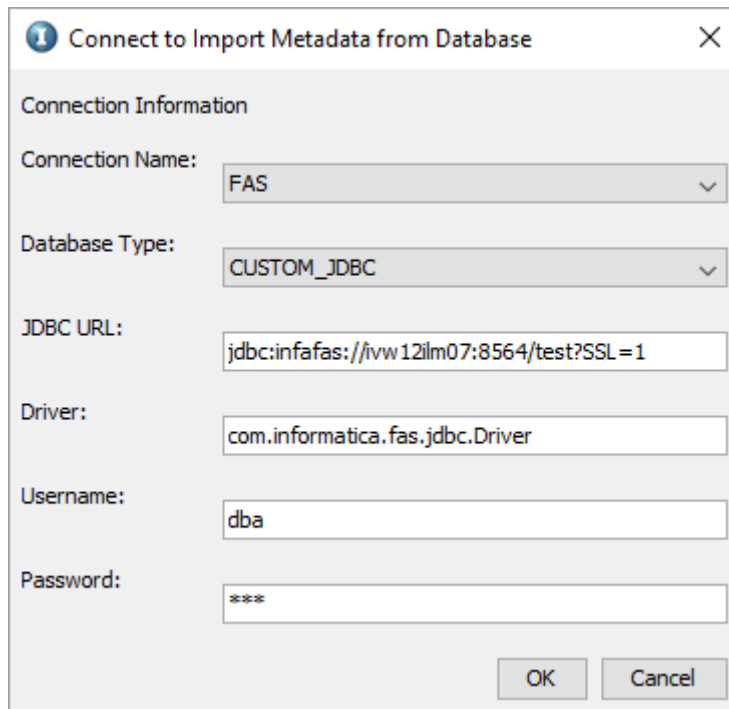 Connect to Import Metadata from Database
Connection Information
Connection Name:
FAS
Database Type:
CUSTOM_JDBC
JDBC URL:
jdbc:infafas://ivw12ilm07:8564/test?SSL=1
Driver:
com.informatica.fas.jdbc.Driver
Username:
dba
Password:
***
OK Cancel